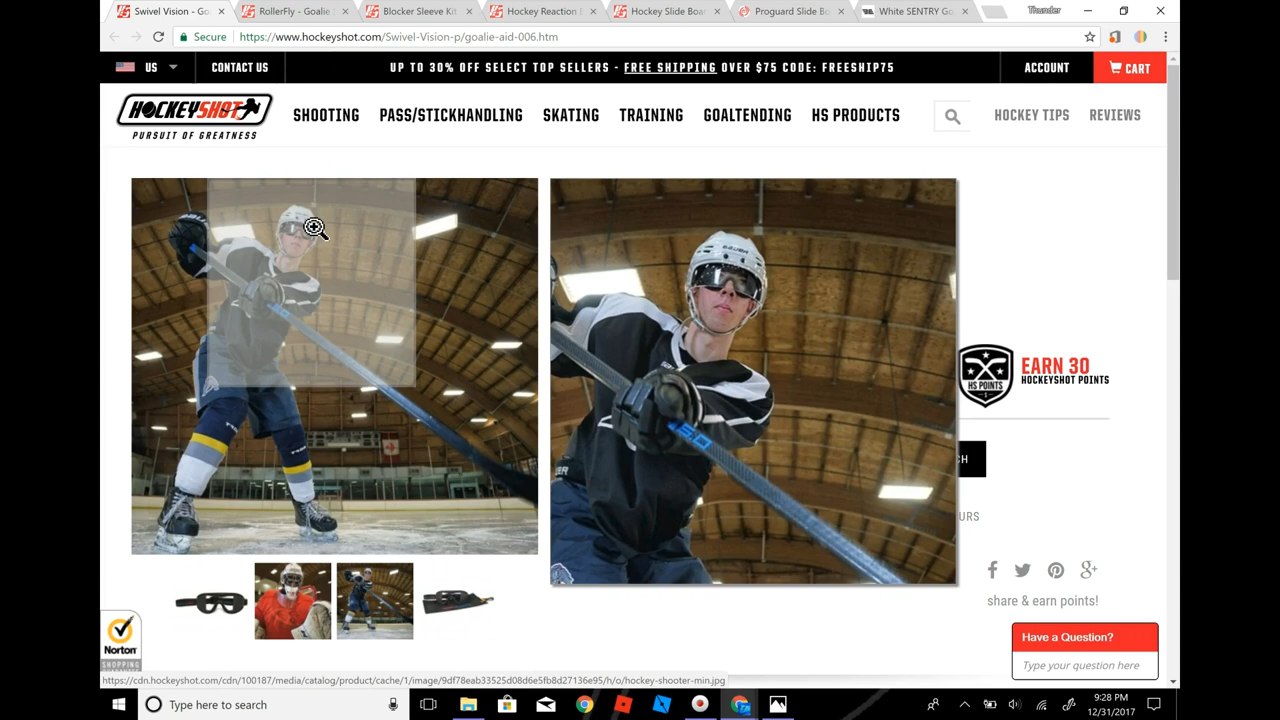 Swivel Vision - Go
RollerFly - Goalie
Blocker Sleeve Kit
Hockey Reaction
Hockey Slide Boar
Proguard Slide Bo
White SENTRY Go
Thunder
Secure
https://www.hockeyshot.com/Swivel-Vision-p/goalie-aid-006.htm
US
CONTACT US
UP TO 30% OFF SELECT TOP SELLERS - FREE SHIPPING OVER $75 CODE: FREESHIP75
ACCOUNT
CART
HOCKEYSHOT
PURSUIT OF GREATNESS
SHOOTING
PASS/STICKHANDLING
SKATING
TRAINING
GOALTENDING
HS PRODUCTS
HOCKEY TIPS
REVIEWS
HS POINTS
EARN 30
HOCKEYSHOT POINTS
CH
OURS
share & earn points!
Norton
SHOPPING
Have a Question?
Type your question here
https://cdn.hockeyshot.com/cdn/100187/media/catalog/product/cache/1/image/9df78eab33525d08d6e5fb8d27136e95/h/o/hockey-shooter-min.jpg
Type here to search
9:28 PM
12/31/2017